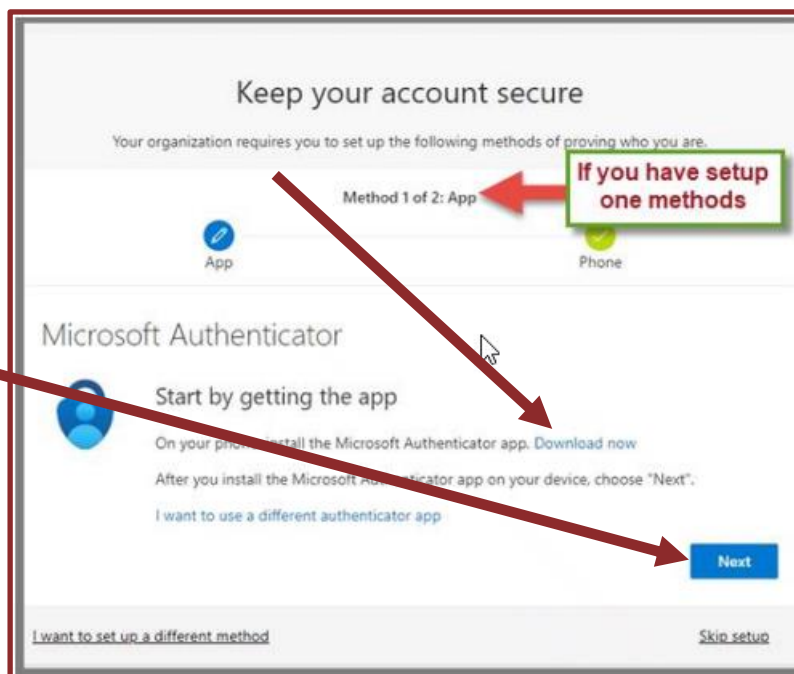 Keep your account secure
Your organization requires you to set up the following methods of proving who you are.
If you have setup
one methods
Method 1 of 2: App
App
Phone
Microsoft Authenticator
Start by getting the app
On your phone, install the Microsoft Authenticator app. Download now
After you install the Microsoft Authenticator app on your device, choose "Next".
I want to use a different authenticator app
Next
I want to set up a different method
Skip setup